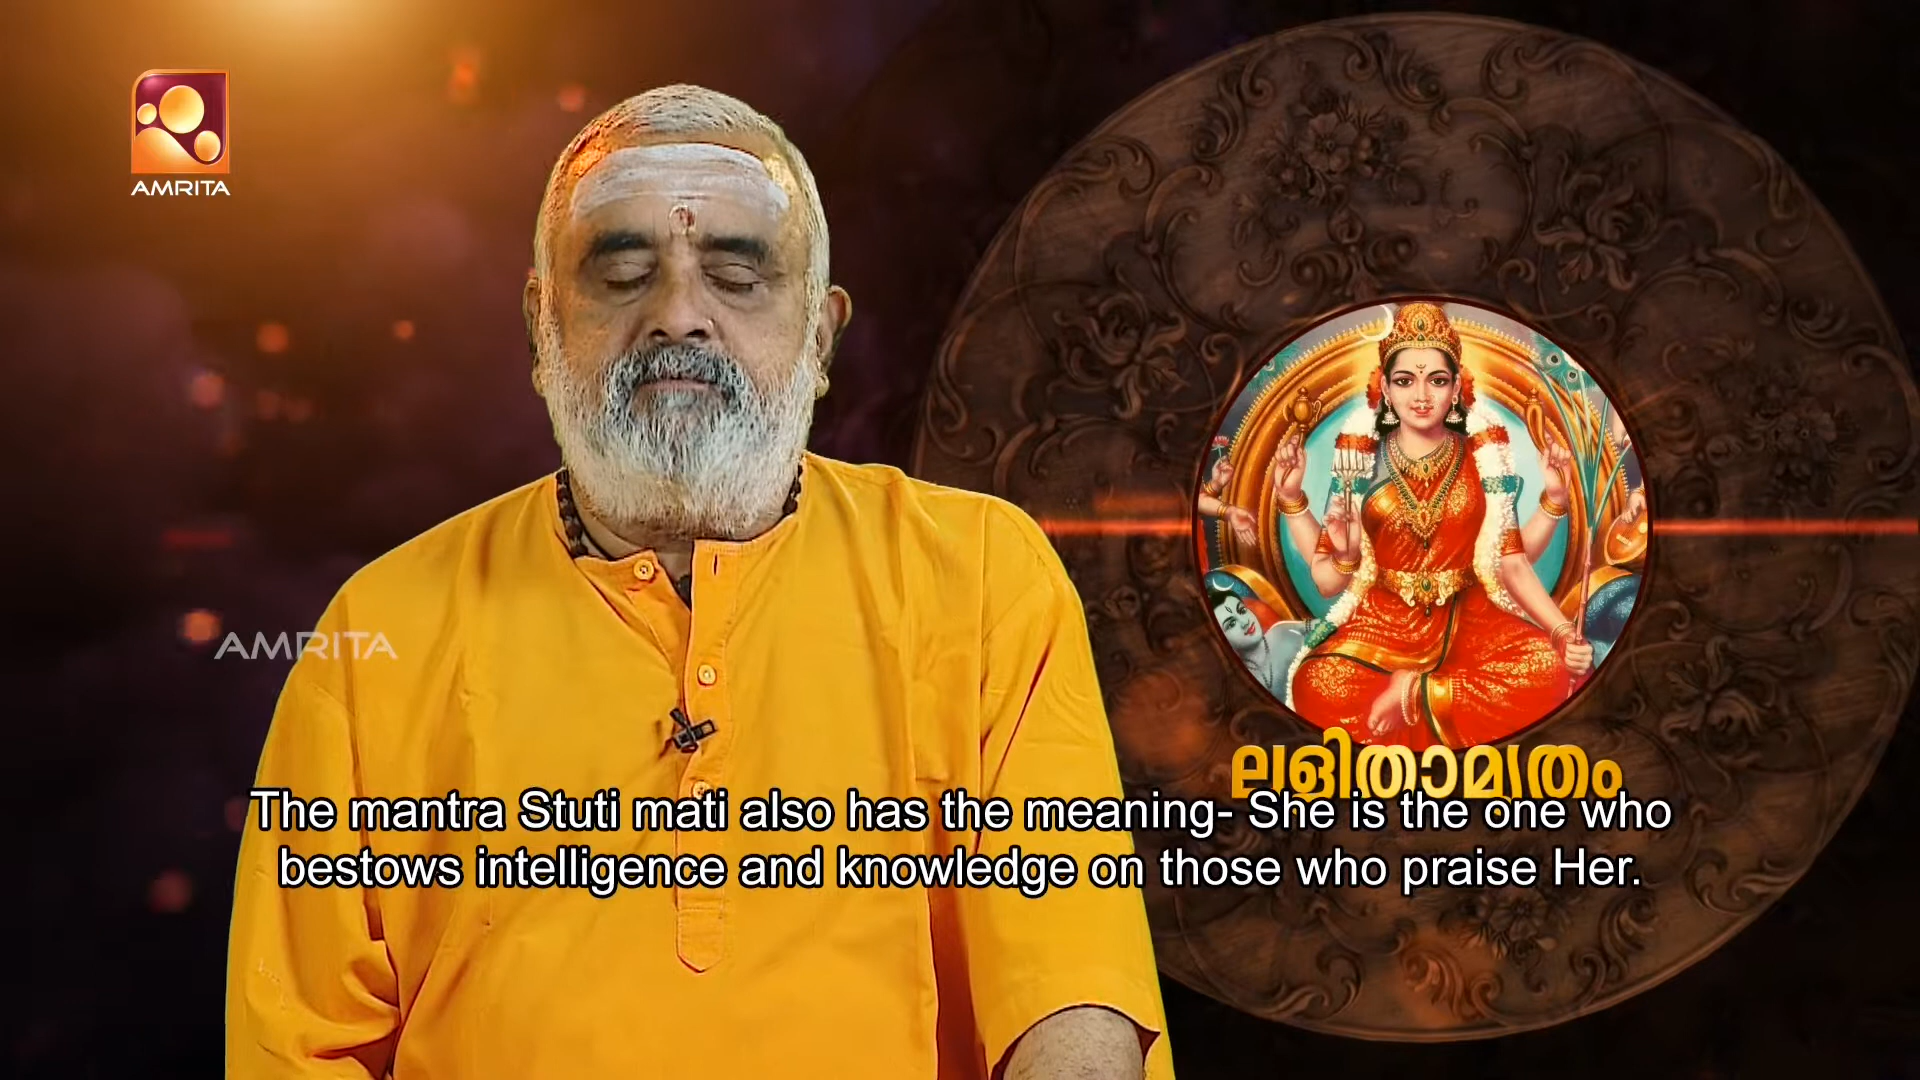 AMRITA
AMRITA
ലളിതാമൃതം
The mantra Stuti mati also has the meaning- She is the one who
bestows intelligence and knowledge on those who praise Her.